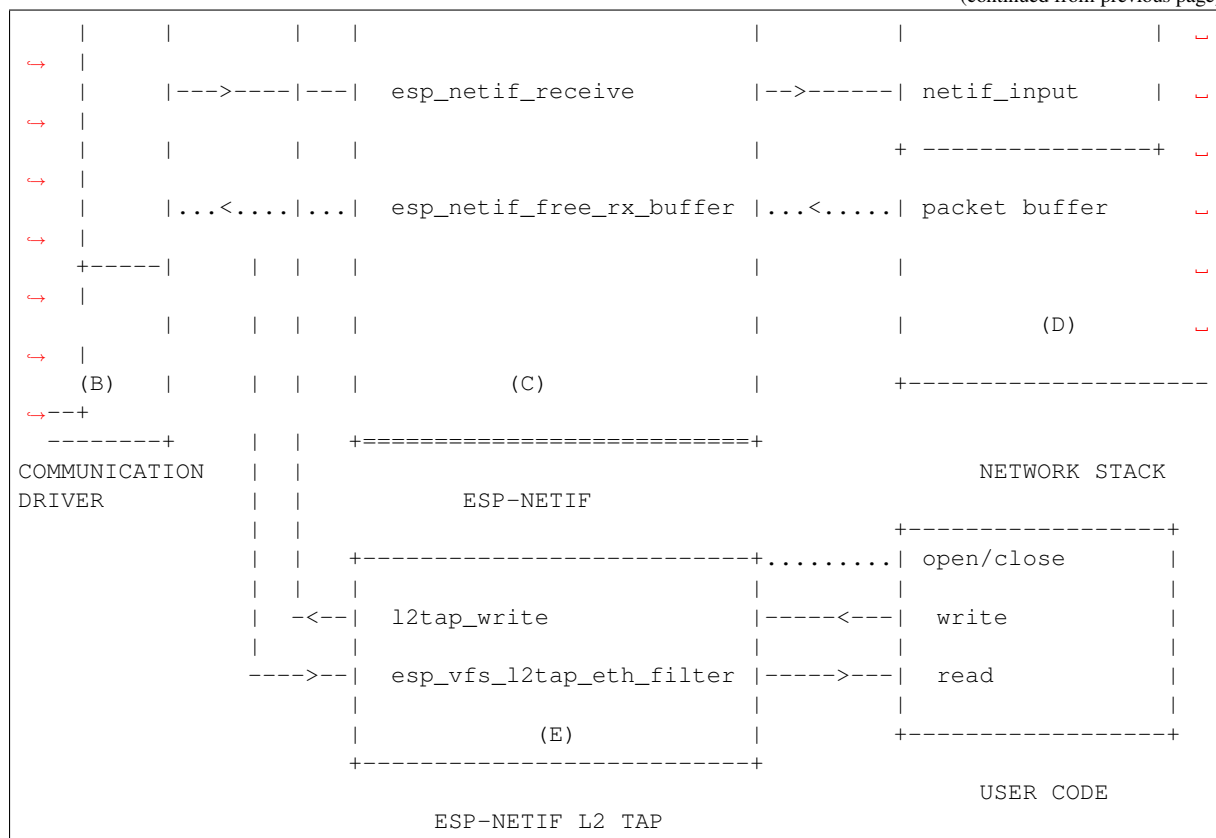 (continued from previous page)
      |       |          |   |                                  |           |                     |   ␣
↪   |
      |       |--->----|---|  esp_netif_receive        |-->------| netif_input     |   ␣
↪   |
      |       |          |   |                                  |           + ----------------+   ␣
↪   |
      |       |...<....|...|  esp_netif_free_rx_buffer |...<.....| packet buffer       ␣
↪   |
      +-----|     |  |   |                           |         |                     ␣
↪   |
            |     |  |   |                           |         |         (D)         ␣
↪   |
    (B)   |     |  |   |          (C)              |         +---------------------
↪--+
  --------+     |  |   +===========================+
COMMUNICATION   |  |                                               NETWORK STACK
DRIVER          |  |           ESP-NETIF
                |  |                                         +------------------+
                |  |   +---------------------------+.........| open/close       |
                |  |   |                           |         |                  |
                |  -<--|  l2tap_write              |-----<---|  write           |
                |      |                           |         |                  |
                ---->--|  esp_vfs_l2tap_eth_filter |----->---|  read            |
                       |                           |         |                  |
                       |            (E)            |         +------------------+
                       +---------------------------+
                                                                  USER CODE
                             ESP-NETIF L2 TAP